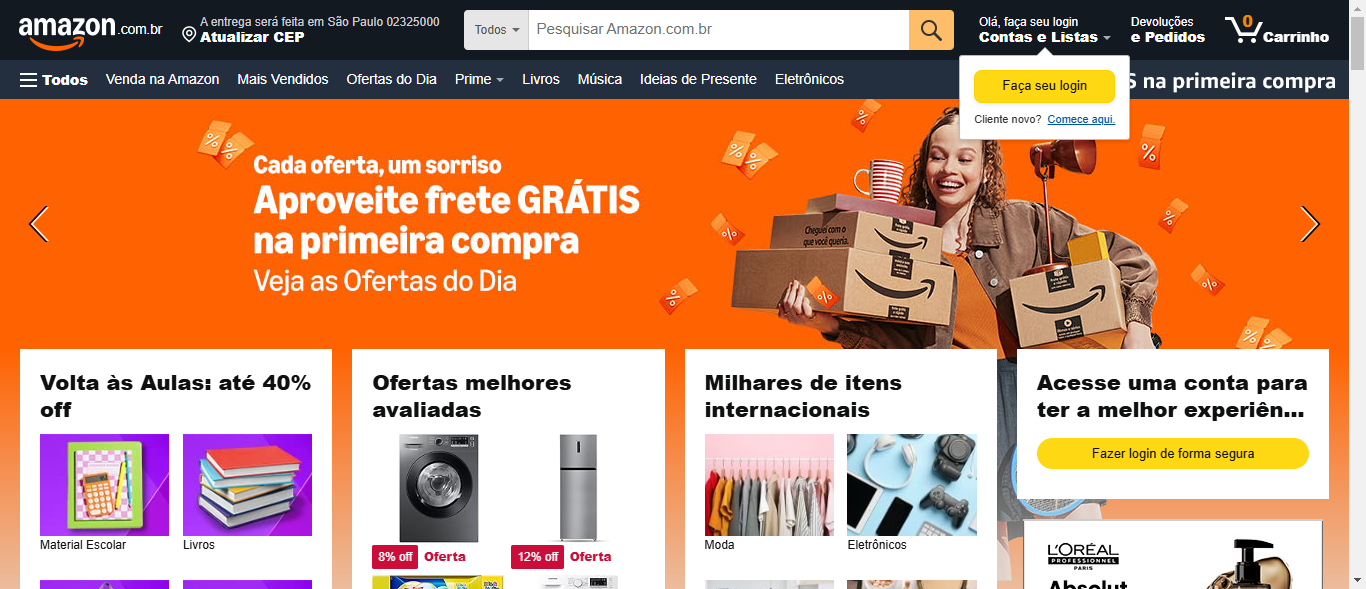 amazon.com.br
A entrega será feita em São Paulo 02325000
Atualizar CEP
Todos
Pesquisar Amazon.com.br
Olá, faça seu login
Contas e Listas
Devoluções
e Pedidos
0
Carrinho
Todos
Venda na Amazon
Mais Vendidos
Ofertas do Dia
Prime
Livros
Música
Ideias de Presente
Eletrônicos
S na primeira compra
Faça seu login
Cliente novo? Comece aqui.
Cada oferta, um sorriso
Aproveite frete GRÁTIS
na primeira compra
Veja as Ofertas do Dia
Cheguei com o
que você queria.
Volta às Aulas: até 40%
off
Material Escolar
Livros
Ofertas melhores
avaliadas
8% off
Oferta
12% off
Oferta
Milhares de itens
internacionais
Moda
Eletrônicos
Acesse uma conta para
ter a melhor experiên...
Fazer login de forma segura
L'ORÉAL
PROFESSIONNEL
PARIS
Absolut